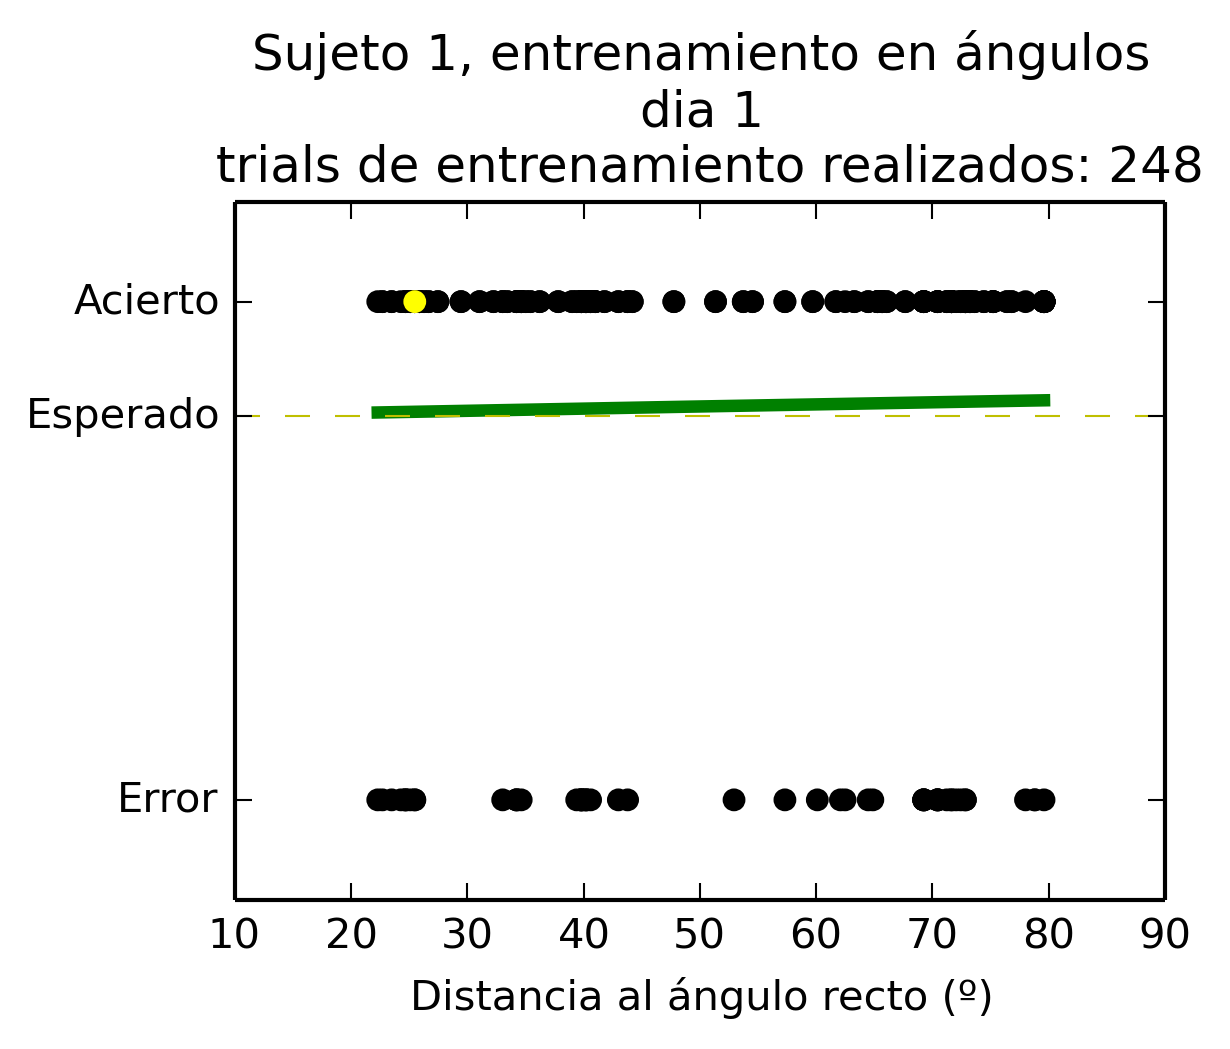 Sujeto 1, entrenamiento en ángulos
dia 1
trials de entrenamiento realizados: 248
Acierto
Esperado
Error
10 20 30 40 50 60 70 80 90
Distancia al ángulo recto (º)